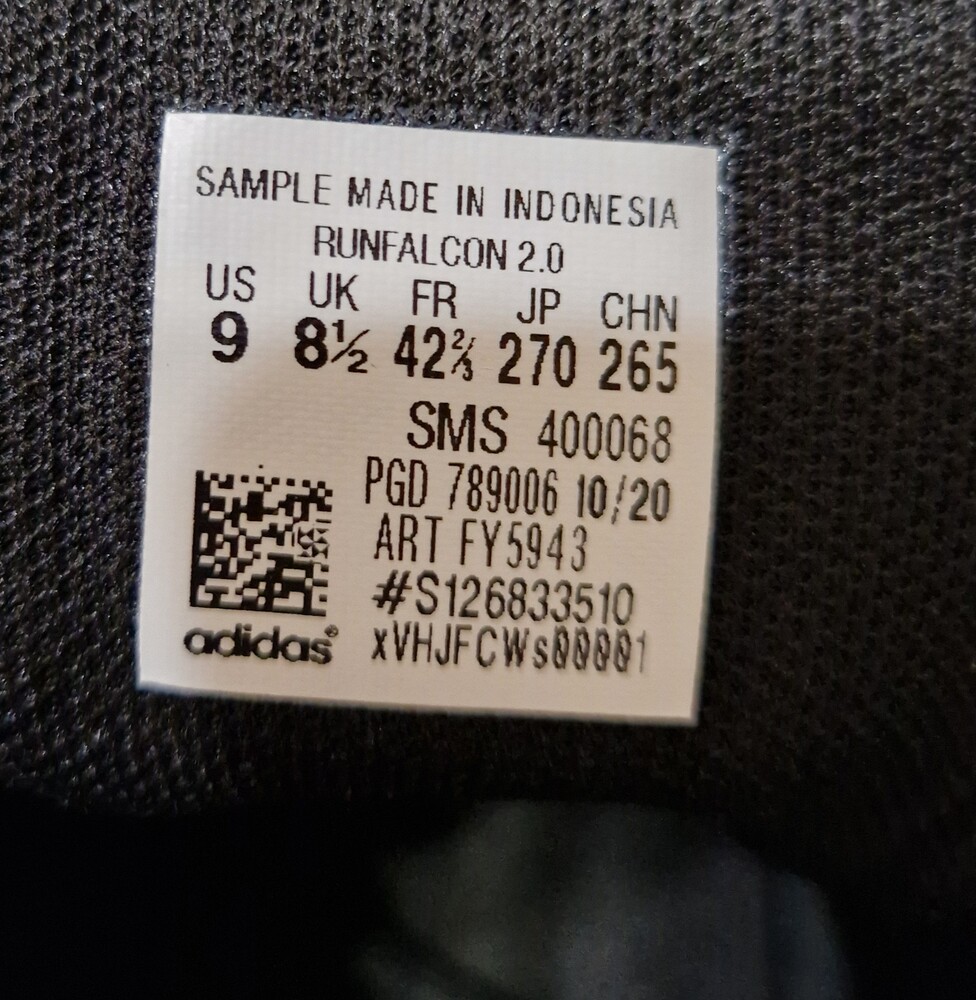 SAMPLE MADE IN INDONESIA
RUNFALCON 2.0
US UK FR JP CHN
9 8½ 42⅔ 270 265
SMS 400068
PGD 789006 10/20
ART FY5943
#S126833510
adidas® xVHJFCWs00001